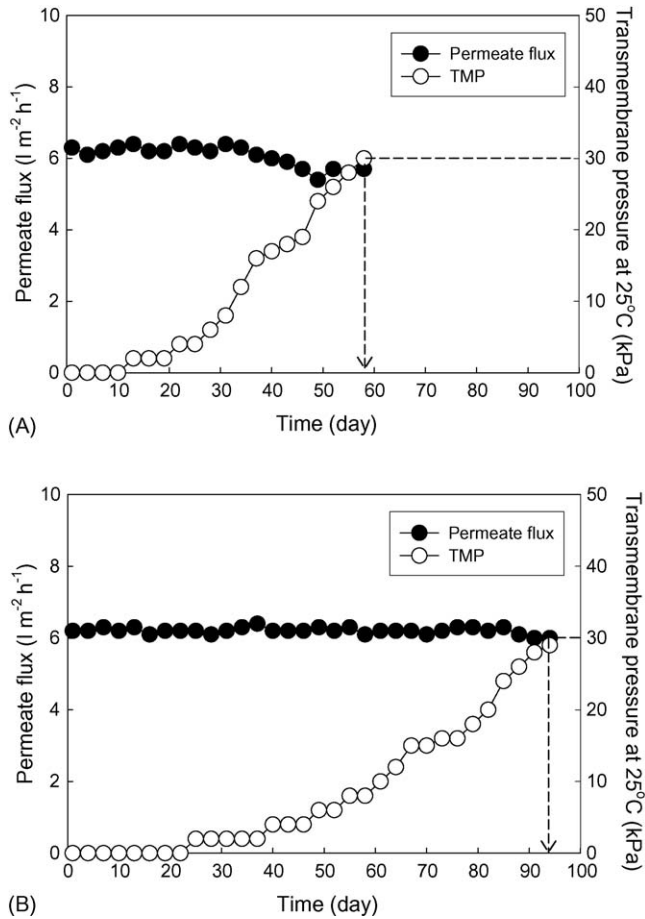 10
8
6
4
2
0
Permeate flux (l m⁻² h⁻¹)
Permeate flux
TMP
50
40
30
20
10
0
Transmembrane pressure at 25°C (kPa)
0 10 20 30 40 50 60 70 80 90 100
Time (day)
(A)
10
8
6
4
2
0
Permeate flux (l m⁻² h⁻¹)
Permeate flux
TMP
50
40
30
20
10
0
Transmembrane pressure at 25°C (kPa)
0 10 20 30 40 50 60 70 80 90 100
Time (day)
(B)